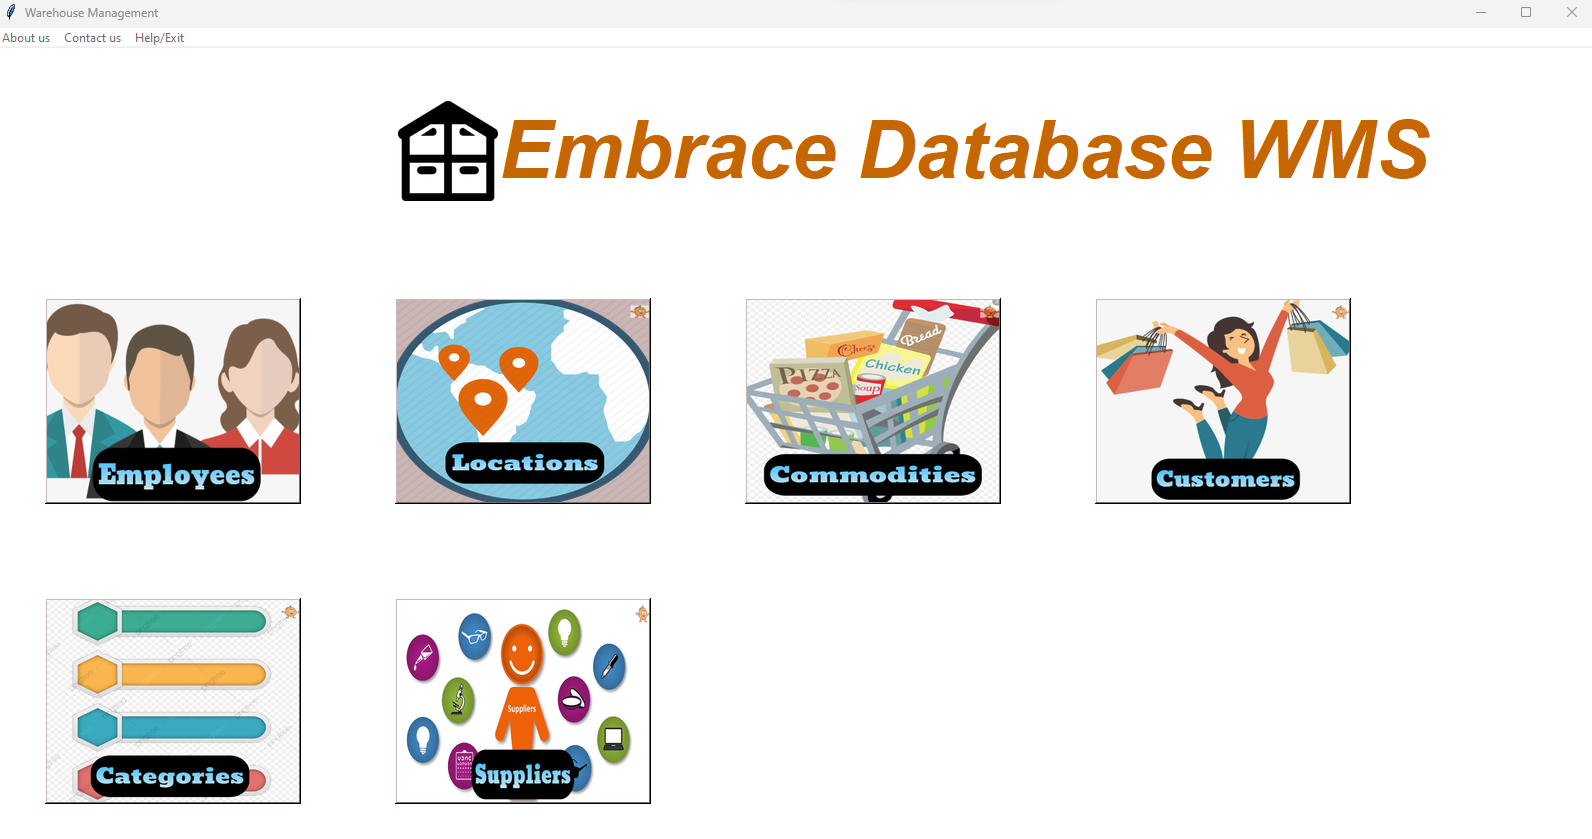 Warehouse Management
About us Contact us Help/Exit
Embrace Database WMS
Employees
Locations
Bread
Cheese
Chicken
PIZZA
Soup
Commodities
Customers
Categories
Suppliers
Suppliers